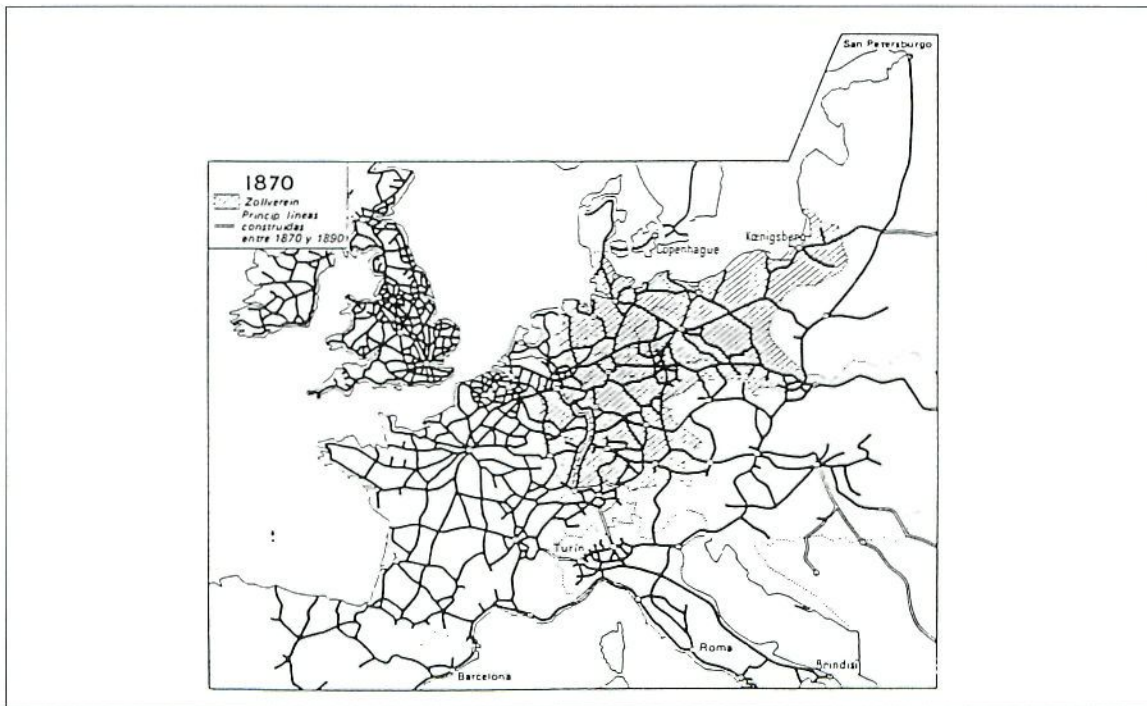 San Petersburgo
1870
Zollverein
Princip líneas
construidas
entre 1870 y 1890
Copenhague
Kœnigsberg
Turín
Roma
Brindisi
Barcelona